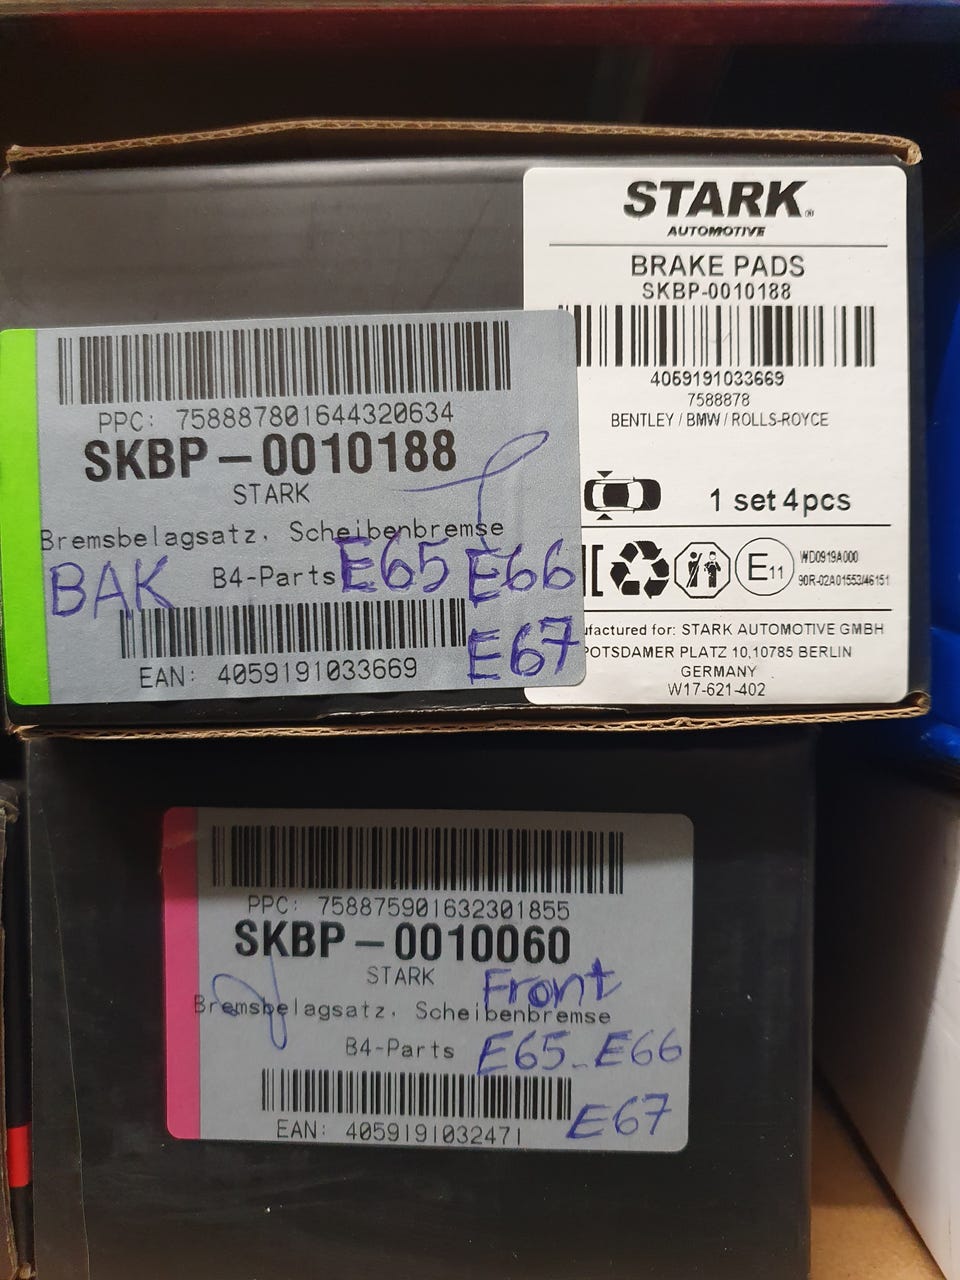 STARK®
AUTOMOTIVE
BRAKE PADS
SKBP-0010188
4059191033669
7588878
BENTLEY / BMW / ROLLS-ROYCE
1 set 4pcs
E11
WD0919A000
90R-02A01553/46151
ufactured for: STARK AUTOMOTIVE GMBH
POTSDAMER PLATZ 10,10785 BERLIN
GERMANY
W17-621-402
PPC: 758887801644320634
SKBP-0010188
STARK
Bremsbelagsatz, Scheibenbremse
BAK B4-Parts E65 E66
E67
EAN: 4059191033669
PPC: 758875901632301855
SKBP-0010060
STARK
Front
Bremsbelagsatz, Scheibenbremse
B4-Parts E65-E66
E67
EAN: 4059191032471